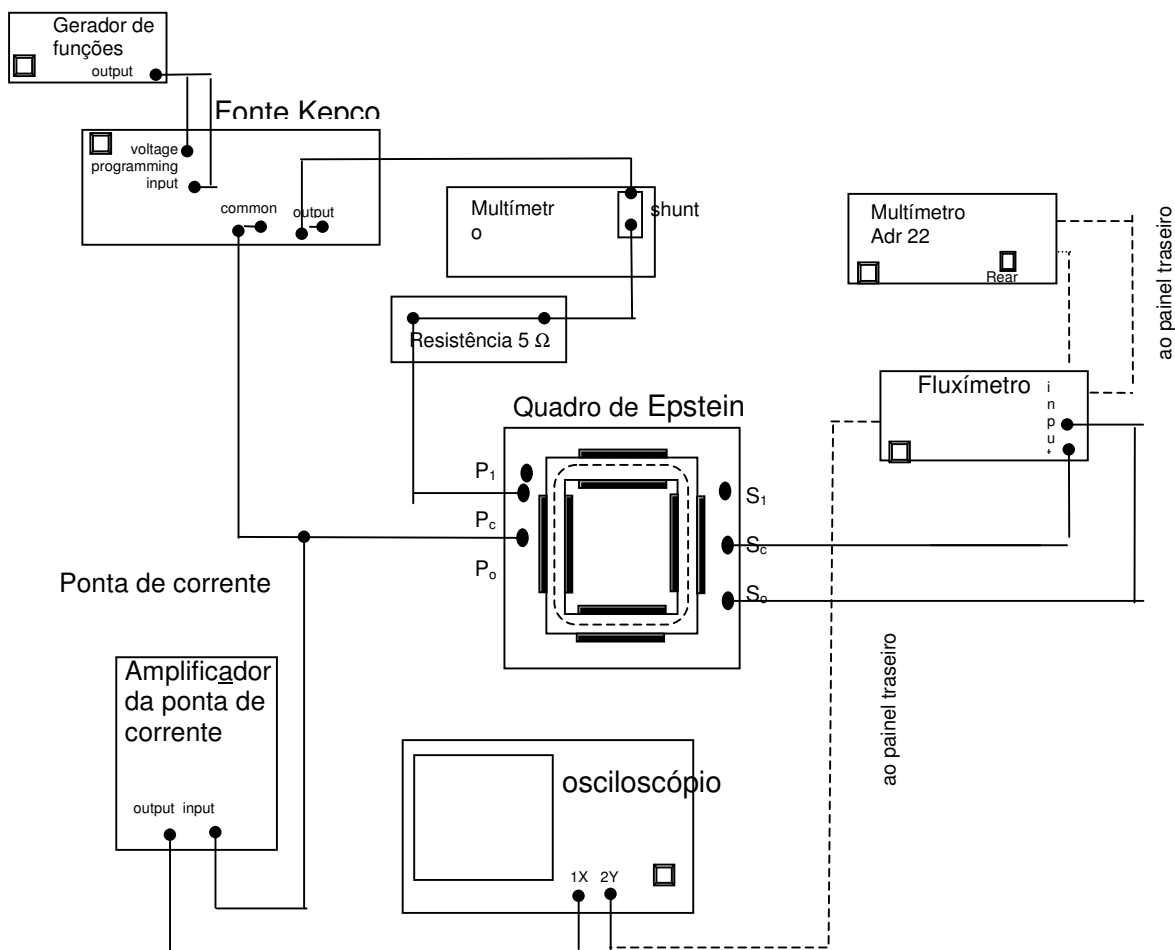 Gerador de
funções
output
Fonte Kepco
voltage
programming
input
common
output
Multímetr
o
shunt
Multímetro
Adr 22
Rear
ao painel traseiro
Resistência 5 Ω
Fluxímetro
i
n
p
u
t
Quadro de Epstein
P1
Pc
Po
S1
Sc
So
Ponta de corrente
Amplificador
da ponta de
corrente
output input
osciloscópio
1X 2Y
ao painel traseiro